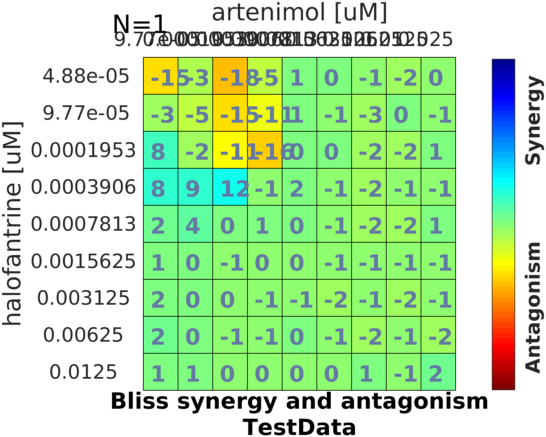 artenimol [uM]
N=1
halofantrine [uM]
4.88e-05 -15 -3 -18 -5 1 0 -1 -2 0
9.77e-05 -3 -5 -15 -11 1 -1 -3 0 -1
0.0001953 8 -2 -11 -16 0 0 -2 -2 1
0.0003906 8 9 12 -1 2 0 -1 -2 -1
0.0007813 2 4 0 1 0 -1 -2 -2 1
0.0015625 1 0 -1 0 0 -1 -1 -1 -1
0.003125 2 0 0 -1 -1 -2 -1 -2 -1
0.00625 2 0 -1 -1 0 -1 -2 -1 -2
0.0125 1 1 0 0 0 0 1 -1 2
Synergy
Antagonism
Bliss synergy and antagonism
TestData